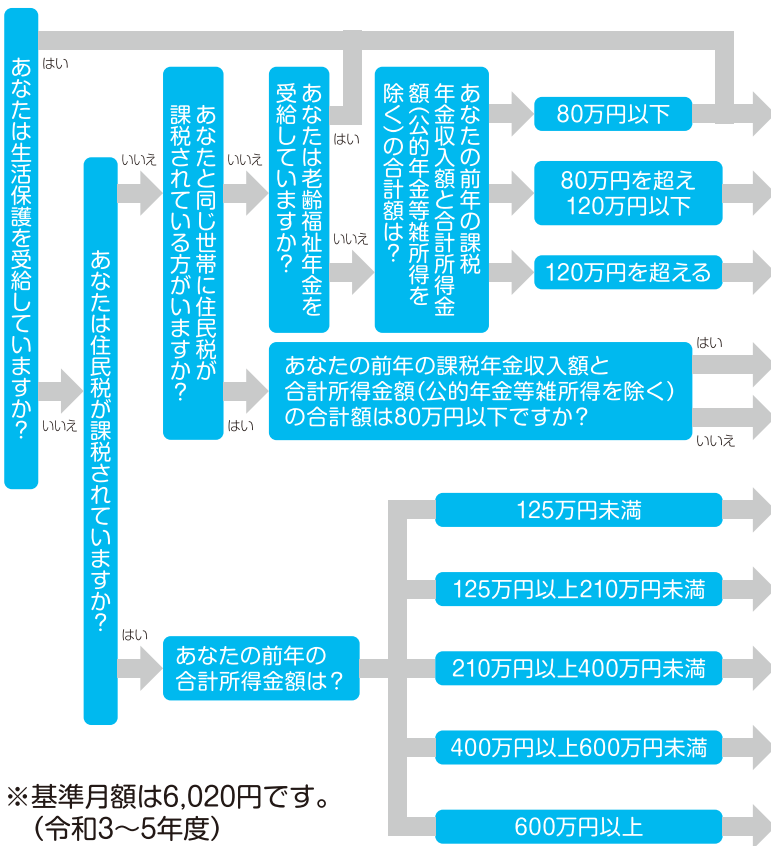 あなたは生活保護を受給していますか？
はい
いいえ
あなたは住民税が課税されていますか？
いいえ
はい
あなたと同じ世帯に住民税が
課税されている方がいますか？
いいえ
はい
あなたは老齢福祉年金を
受給していますか？
はい
いいえ
あなたの前年の課税
年金収入額と合計所得金
額（公的年金等雑所得を
除く）の合計額は？
80万円以下
80万円を超え
120万円以下
120万円を超える
あなたの前年の課税年金収入額と
合計所得金額（公的年金等雑所得を除く）
の合計額は80万円以下ですか？
はい
いいえ
あなたの前年の
合計所得金額は？
125万円未満
125万円以上210万円未満
210万円以上400万円未満
400万円以上600万円未満
600万円以上
※基準月額は6,020円です。
（令和3～5年度）